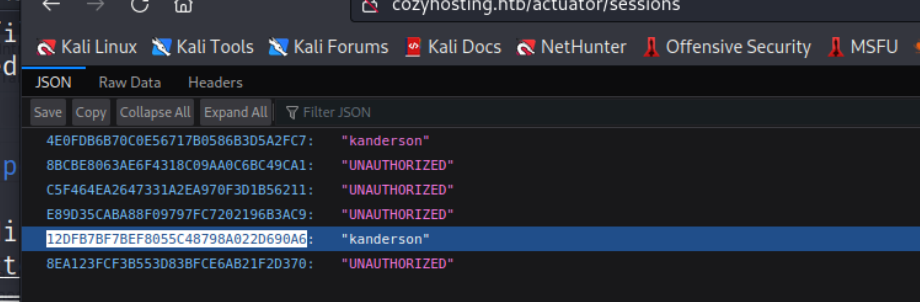 cozyhosting.htb/actuator/sessions
Kali Linux Kali Tools Kali Forums Kali Docs NetHunter Offensive Security MSFU
JSON Raw Data Headers
Save Copy Collapse All Expand All Filter JSON
4E0FDB6B70C0E56717B0586B3D5A2FC7: "kanderson"
8BCBE8063AE6F4318C09AA0C6BC49CA1: "UNAUTHORIZED"
C5F464EA2647331A2EA970F3D1B56211: "UNAUTHORIZED"
E89D35CABA88F09797FC7202196B3AC9: "UNAUTHORIZED"
12DFB7BF7BEF8055C48798A022D690A6: "kanderson"
8EA123FCF3B553D83BFCE6AB21F2D370: "UNAUTHORIZED"